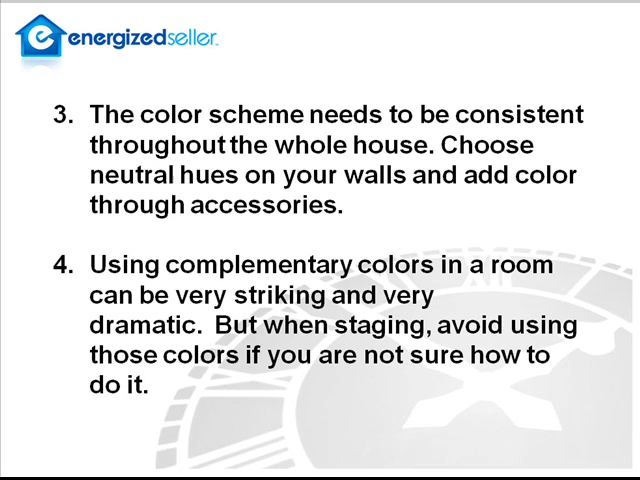 energizedseller
3. The color scheme needs to be consistent
throughout the whole house. Choose
neutral hues on your walls and add color
through accessories.
4. Using complementary colors in a room
can be very striking and very
dramatic. But when staging, avoid using
those colors if you are not sure how to
do it.
XII